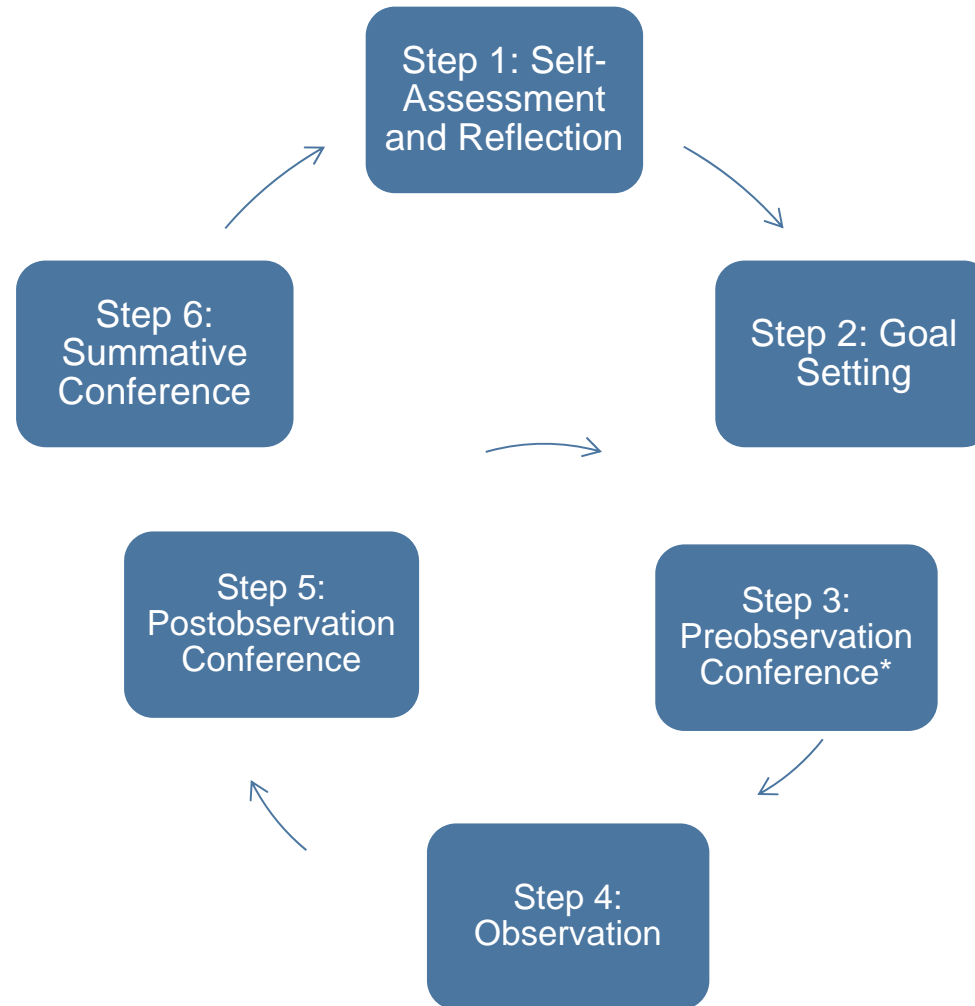 Step 1: Self-
Assessment
and Reflection
Step 2: Goal
Setting
Step 3:
Preobservation
Conference*
Step 4:
Observation
Step 5:
Postobservation
Conference
Step 6:
Summative
Conference